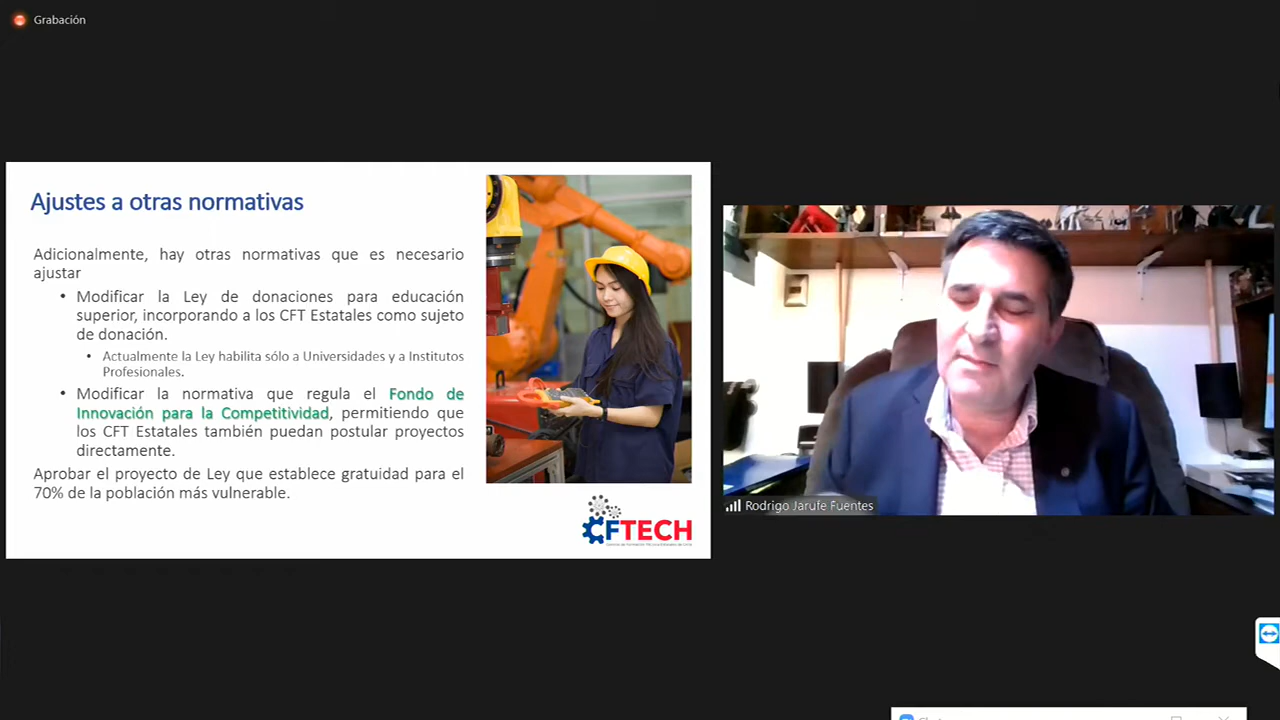 Grabación
Ajustes a otras normativas
Adicionalmente, hay otras normativas que es necesario
ajustar
• Modificar la Ley de donaciones para educación
superior, incorporando a los CFT Estatales como sujeto
de donación.
• Actualmente la Ley habilita sólo a Universidades y a Institutos
Profesionales.
• Modificar la normativa que regula el Fondo de
Innovación para la Competitividad, permitiendo que
los CFT Estatales también puedan postular proyectos
directamente.
Aprobar el proyecto de Ley que establece gratuidad para el
70% de la población más vulnerable.
CFTECH
Rodrigo Jarufe Fuentes